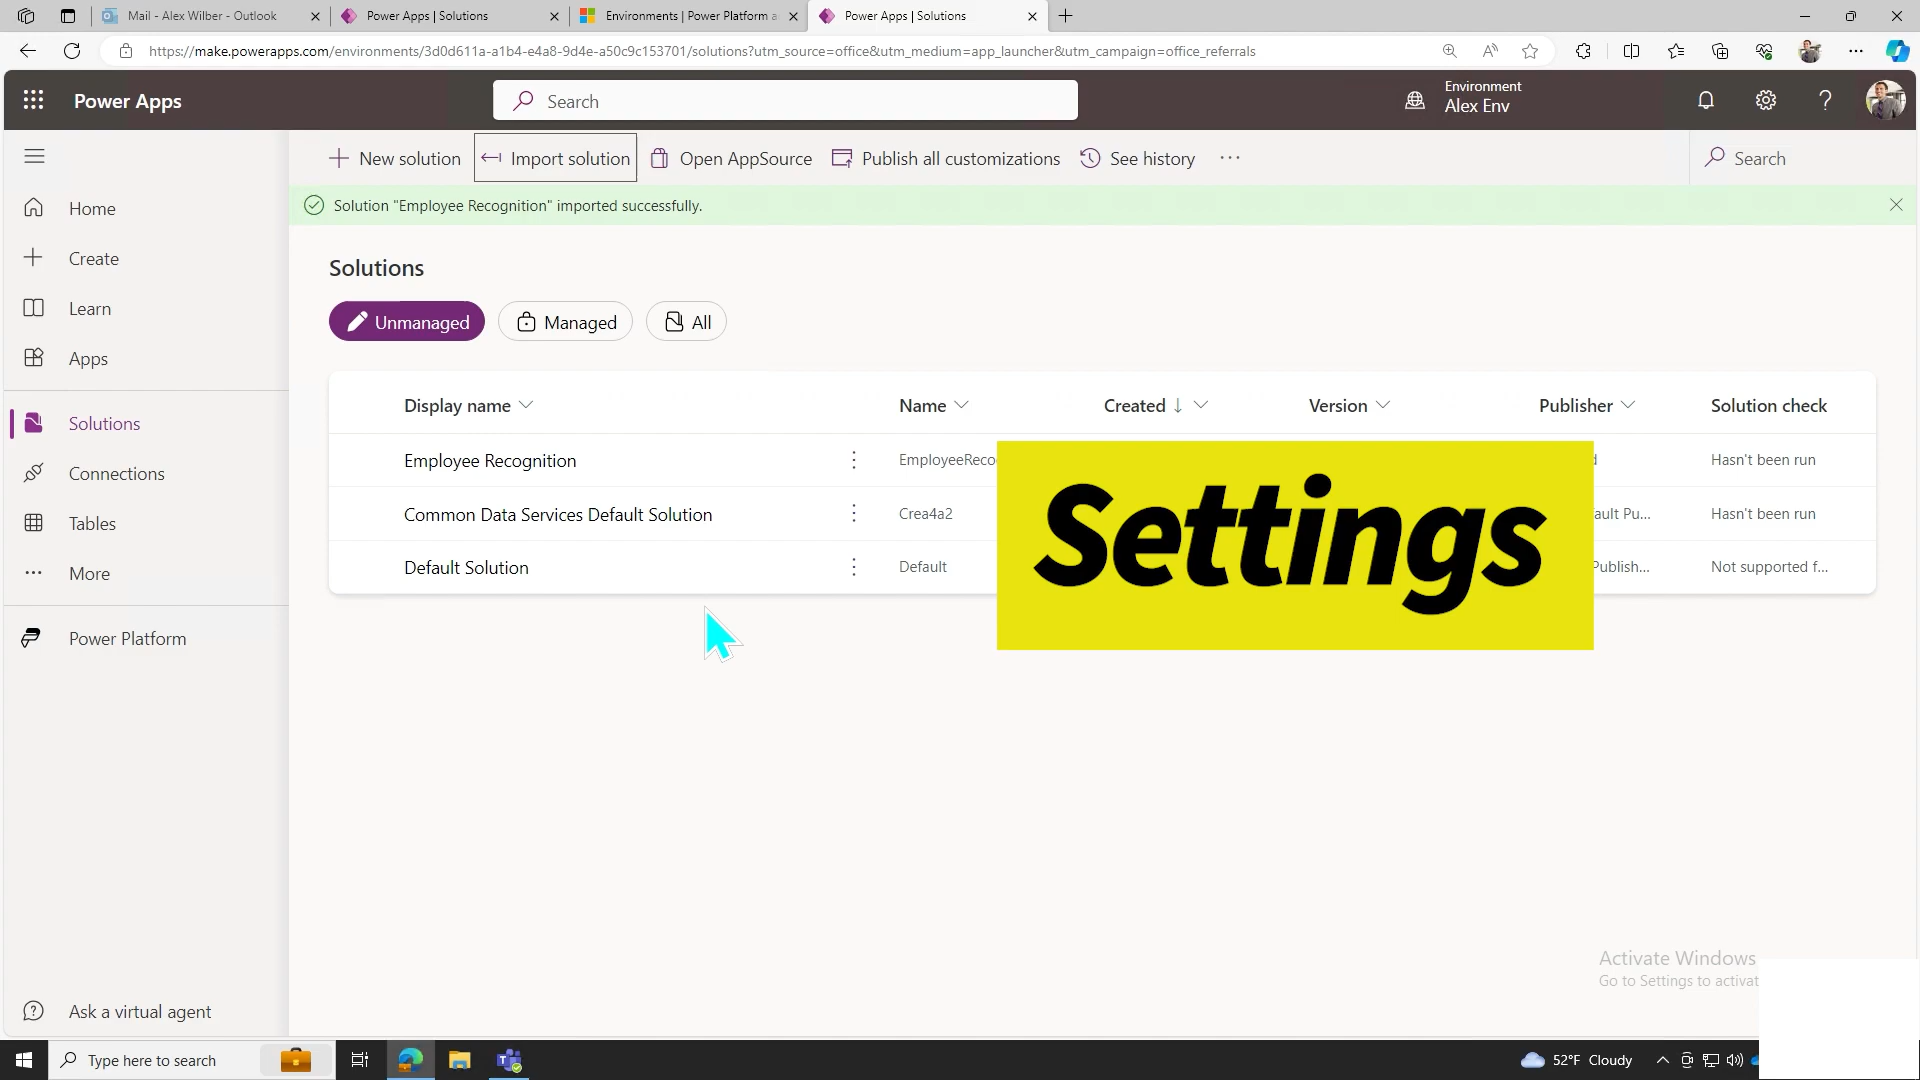 Mail - Alex Wilber - Outlook
Power Apps | Solutions
Environments | Power Platform a
Power Apps | Solutions
https://make.powerapps.com/environments/3d0d611a-a1b4-e4a8-9d4e-a50c9c153701/solutions?utm_source=office&utm_medium=app_launcher&utm_campaign=office_referrals
Power Apps
Search
Environment
Alex Env
New solution
Import solution
Open AppSource
Publish all customizations
See history
Search
Solution "Employee Recognition" imported successfully.
Home
Create
Learn
Apps
Solutions
Connections
Tables
More
Power Platform
Ask a virtual agent
Solutions
Unmanaged
Managed
All
Display name
Name
Created
Version
Publisher
Solution check
Employee Recognition
EmployeeReco
Hasn't been run
Common Data Services Default Solution
Crea4a2
ault Pu...
Hasn't been run
Default Solution
Default
Publish...
Not supported f...
Settings
Activate Windows
Go to Settings to activat
Type here to search
52°F Cloudy